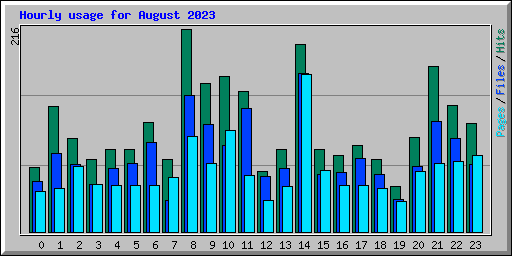 Hourly usage for August 2023
216
Pages/Files/Hits
0 1 2 3 4 5 6 7 8 9 10 11 12 13 14 15 16 17 18 19 20 21 22 23